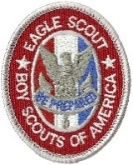 EAGLE SCOUT
BE PREPARED
BOY SCOUTS OF AMERICA